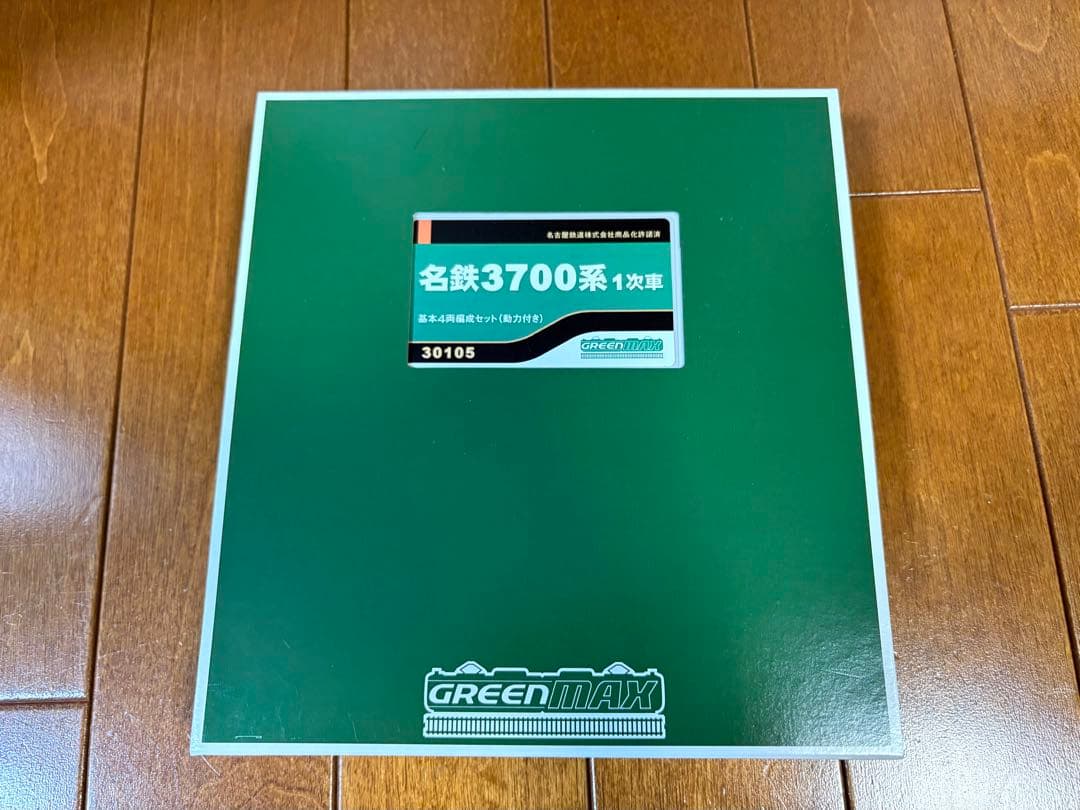 名古屋鉄道株式会社商品化許諾済
名鉄3700系 1次車
基本4両編成セット(動力付き)
30105
GREENMAX
GREENMAX